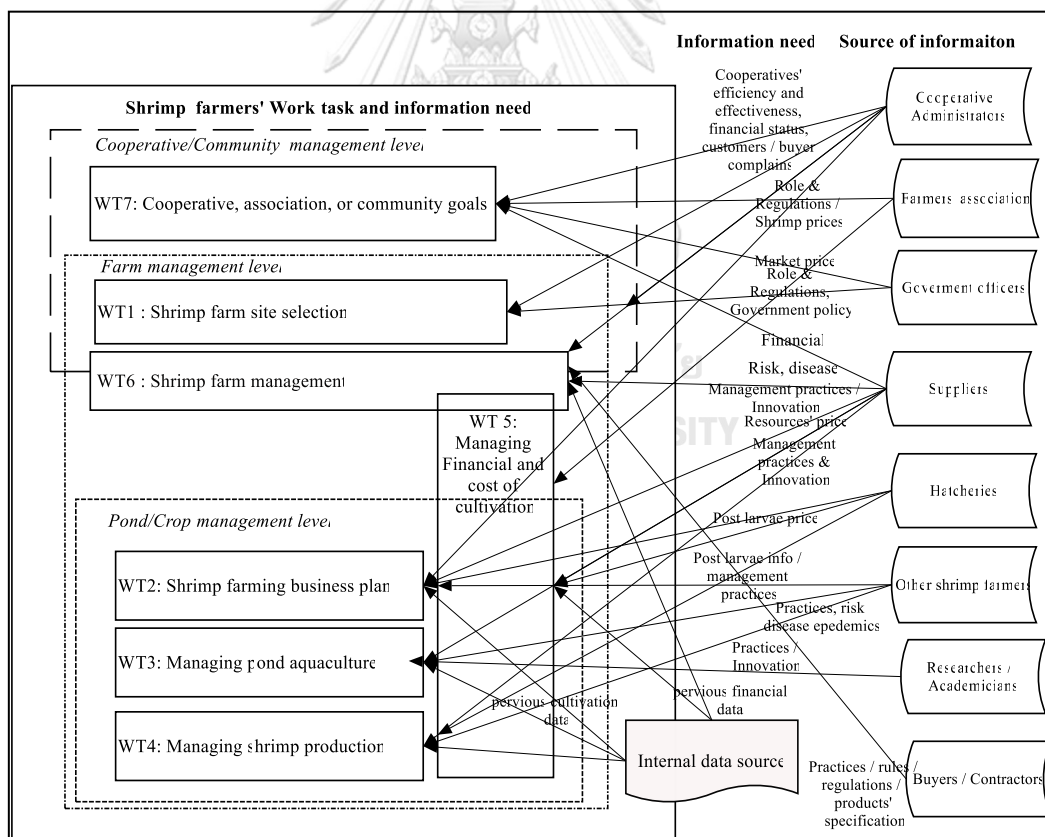 Information need
Source of informaiton
Shrimp farmers' Work task and information need
Cooperative/Community management level
WT7: Cooperative, association, or community goals
Farm management level
WT1 : Shrimp farm site selection
WT6 : Shrimp farm management
WT 5:
Managing
Financial and
cost of
cultivation
Pond/Crop management level
WT2: Shrimp farming business plan
WT3: Managing pond aquaculture
WT4: Managing shrimp production
Cooperatives'
efficiency and
effectiveness,
financial status,
customers / buyer
complains
Role &
Regulations /
Shrimp prices
Market price
Role &
Regulations,
Government policy
Financial
Risk, disease
Management practices /
Innovation
Resources' price
Management
practices &
Innovation
Post larvae price
Post larvae info /
management
practices
Practices, risk
disease epedemics
Practices /
Innovation
pervious financial
data
pervious cultivation
data
Internal data source
Practices / rules /
regulations /
products'
specification
Cooperative
Administrators
Farmers association
Goverment officers
Suppliers
Hatcheries
Other shrimp farmers
Researchers /
Academicians
Buyers / Contractors
SITY